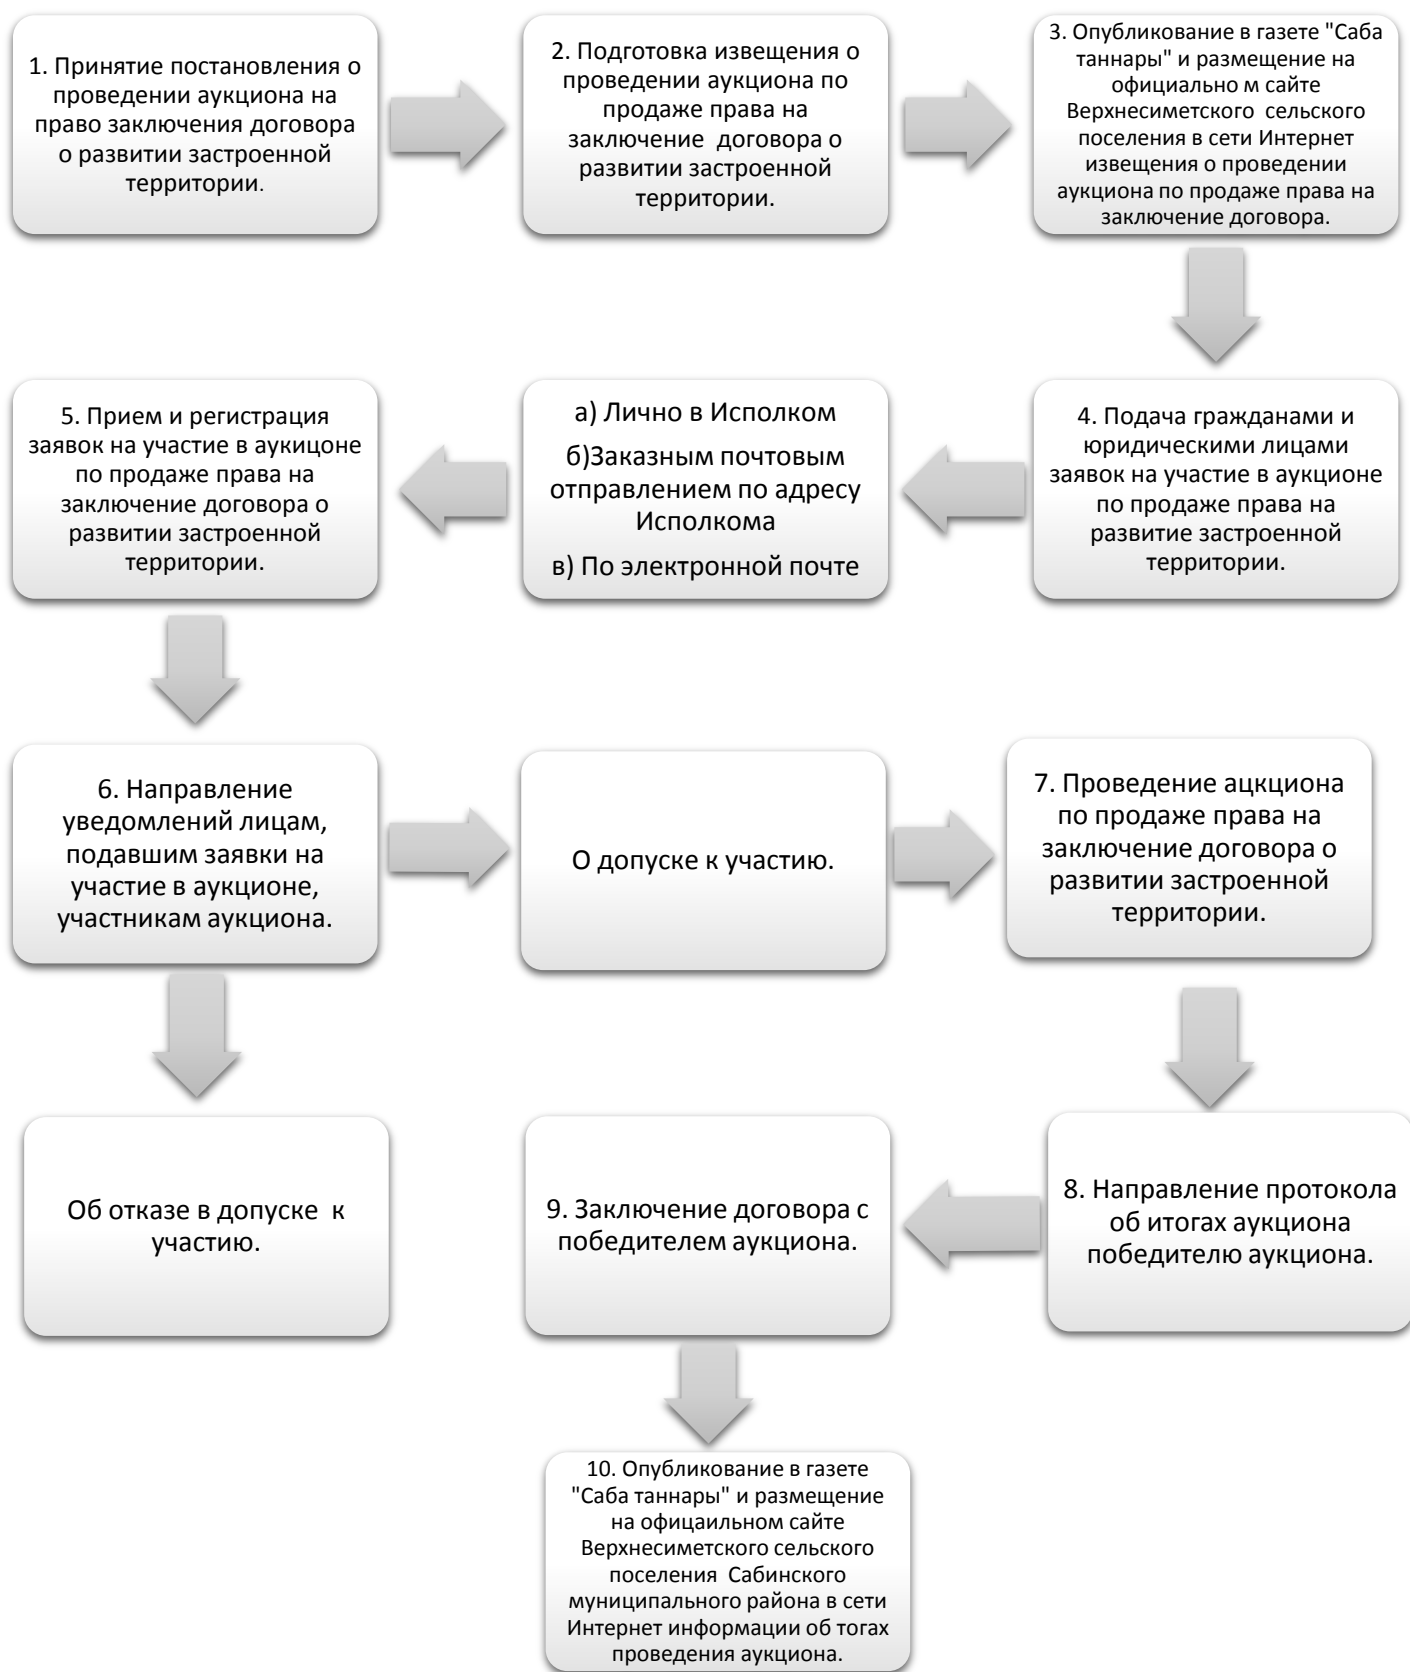 1. Принятие постановления о
проведении аукциона на
право заключения договора
о развитии застроенной
территории.
2. Подготовка извещения о
проведении аукциона по
продаже права на
заключение договора о
развитии застроенной
территории.
3. Опубликование в газете "Саба
таннары" и размещение на
официально м сайте
Верхнесиметского сельского
поселения в сети Интернет
извещения о проведении
аукциона по продаже права на
заключение договора.
4. Подача гражданами и
юридическими лицами
заявок на участие в аукционе
по продаже права на
развитие застроенной
территории.
а) Лично в Исполком
б)Заказным почтовым
отправлением по адресу
Исполкома
в) По электронной почте
5. Прием и регистрация
заявок на участие в аукицоне
по продаже права на
заключение договора о
развитии застроенной
территории.
6. Направление
уведомлений лицам,
подавшим заявки на
участие в аукционе,
участникам аукциона.
О допуске к участию.
7. Проведение ацкциона
по продаже права на
заключение договора о
развитии застроенной
территории.
Об отказе в допуске к
участию.
8. Направление протокола
об итогах аукциона
победителю аукциона.
9. Заключение договора с
победителем аукциона.
10. Опубликование в газете
"Саба таннары" и размещение
на офицаильном сайте
Верхнесиметского сельского
поселения Сабинского
муниципального района в сети
Интернет информации об тогах
проведения аукциона.